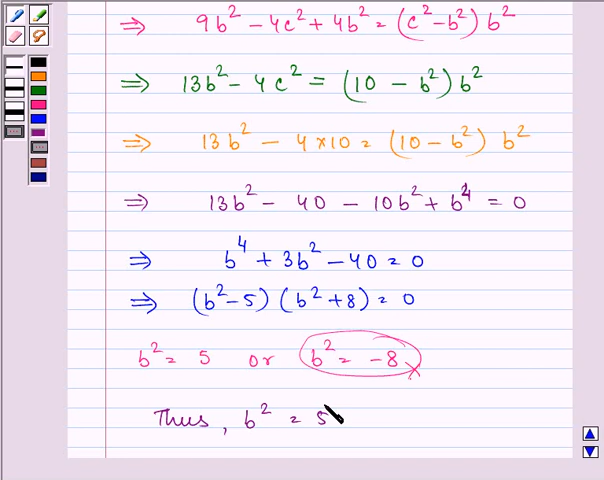 ⇒ 9b² - 4c² + 4b² = (c² - b²) b²
⇒ 13b² - 4c² = (10 - b²) b²
⇒ 13b² - 4 × 10 = (10 - b²) b²
⇒ 13b² - 40 - 10b² + b⁴ = 0
⇒ b⁴ + 3b² - 40 = 0
⇒ (b² - 5) (b² + 8) = 0
b² = 5 or b² = -8 ×
Thus, b² = 5